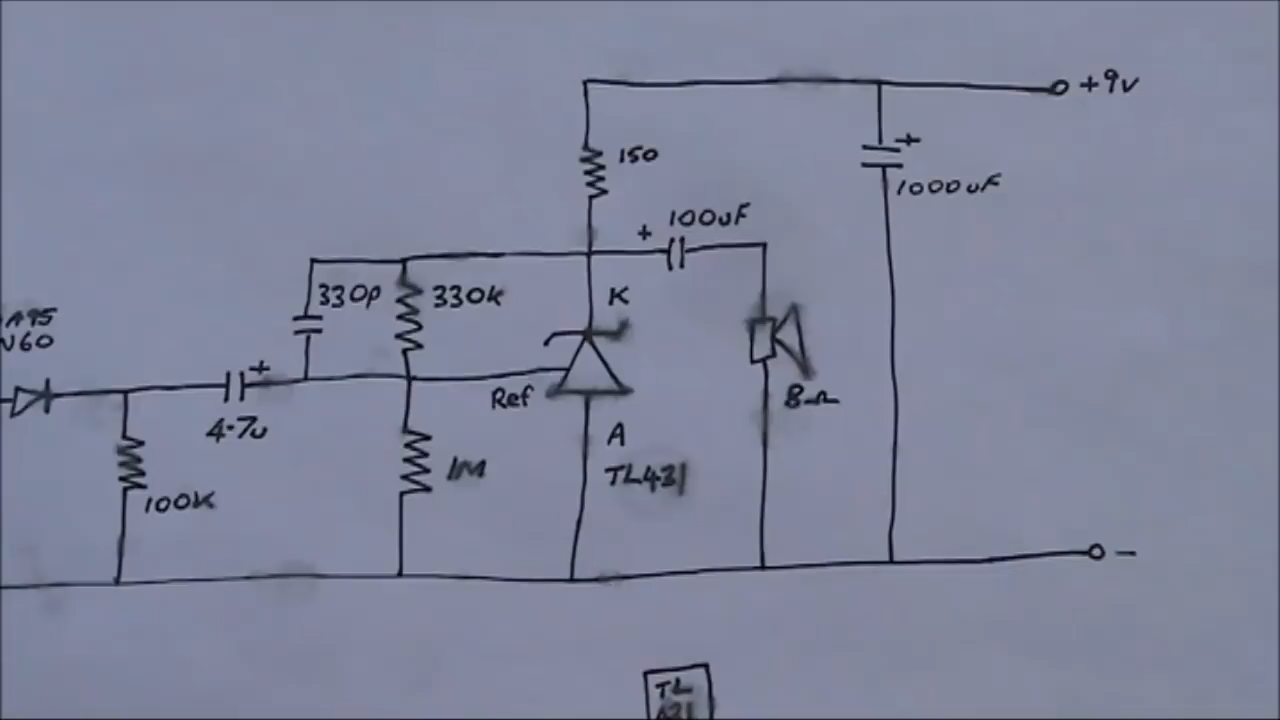 +9v
150
1000uF
+
100uF
+
330p
330k
K
+
4.7u
Ref
8Ω
A
1M
TL431
100K
-
TL